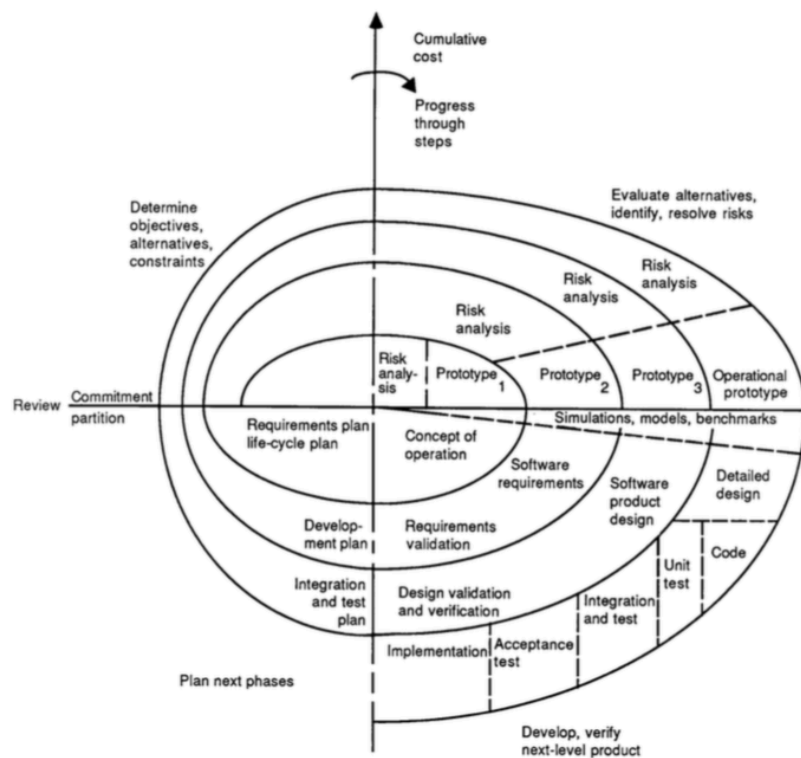 Cumulative
cost
Progress
through
steps
Evaluate alternatives,
identify, resolve risks
Determine
objectives,
alternatives,
constraints
Risk
analysis
Risk
analysis
Risk
analysis
Risk
analy-
sis
Prototype
1
Prototype
2
Prototype
3
Operational
prototype
Review
Commitment
partition
Simulations, models, benchmarks
Requirements plan
life-cycle plan
Concept of
operation
Software
requirements
Software
product
design
Detailed
design
Develop-
ment plan
Requirements
validation
Code
Unit
test
Integration
and test
plan
Design validation
and verification
Integration
and test
Acceptance
test
Implementation
Plan next phases
Develop, verify
next-level product